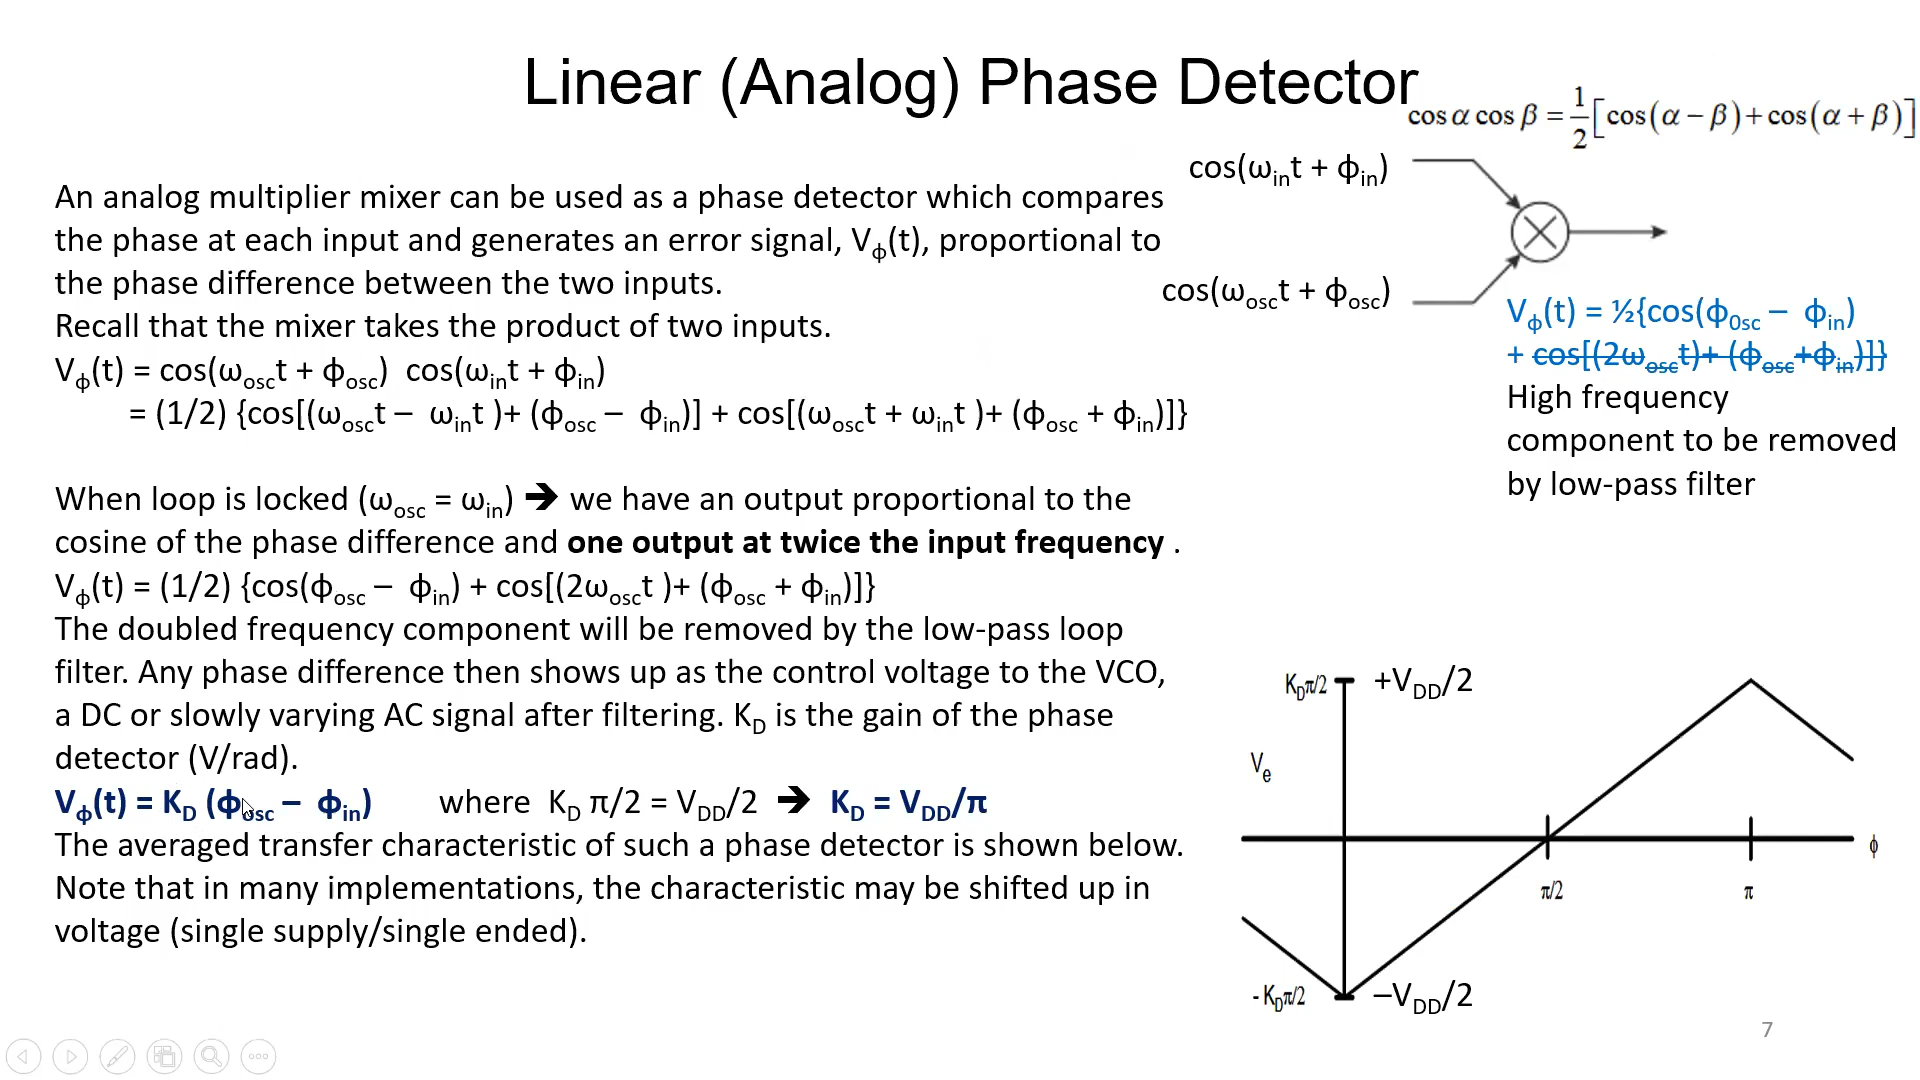 Linear (Analog) Phase Detector
cos α cos β = 1/2 [cos(α − β) + cos(α + β)]
An analog multiplier mixer can be used as a phase detector which compares
the phase at each input and generates an error signal, Vϕ(t), proportional to
the phase difference between the two inputs.
Recall that the mixer takes the product of two inputs.
Vϕ(t) = cos(ωosct + ϕosc) cos(ωint + ϕin)
= (1/2) {cos[(ωosct – ωint )+ (ϕosc – ϕin)] + cos[(ωosct + ωint )+ (ϕosc + ϕin)]}
When loop is locked (ωosc = ωin) ➔ we have an output proportional to the
cosine of the phase difference and one output at twice the input frequency .
Vϕ(t) = (1/2) {cos(ϕosc – ϕin) + cos[(2ωosct )+ (ϕosc + ϕin)]}
The doubled frequency component will be removed by the low-pass loop
filter. Any phase difference then shows up as the control voltage to the VCO,
a DC or slowly varying AC signal after filtering. KD is the gain of the phase
detector (V/rad).
Vϕ(t) = KD (ϕosc – ϕin) where KD π/2 = VDD/2 ➔ KD = VDD/π
The averaged transfer characteristic of such a phase detector is shown below.
Note that in many implementations, the characteristic may be shifted up in
voltage (single supply/single ended).
cos(ωint + ϕin)
cos(ωosct + ϕosc)
Vϕ(t) = ½{cos(ϕ0sc – ϕin)
+ cos[(2ωosct)+ (ϕosc+ϕin)]}
High frequency
component to be removed
by low-pass filter
KDπ/2 +VDD/2
Ve
ϕ
π/2 π
- KDπ/2 –VDD/2
7